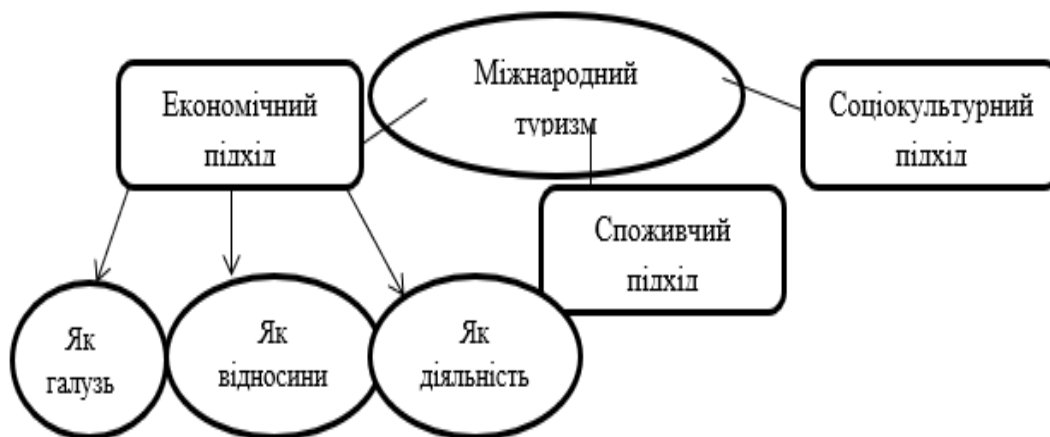 Міжнародний
туризм
Економічний
підхід
Соціокультурний
підхід
Споживчий
підхід
Як
галузь
Як
відносини
Як
діяльність